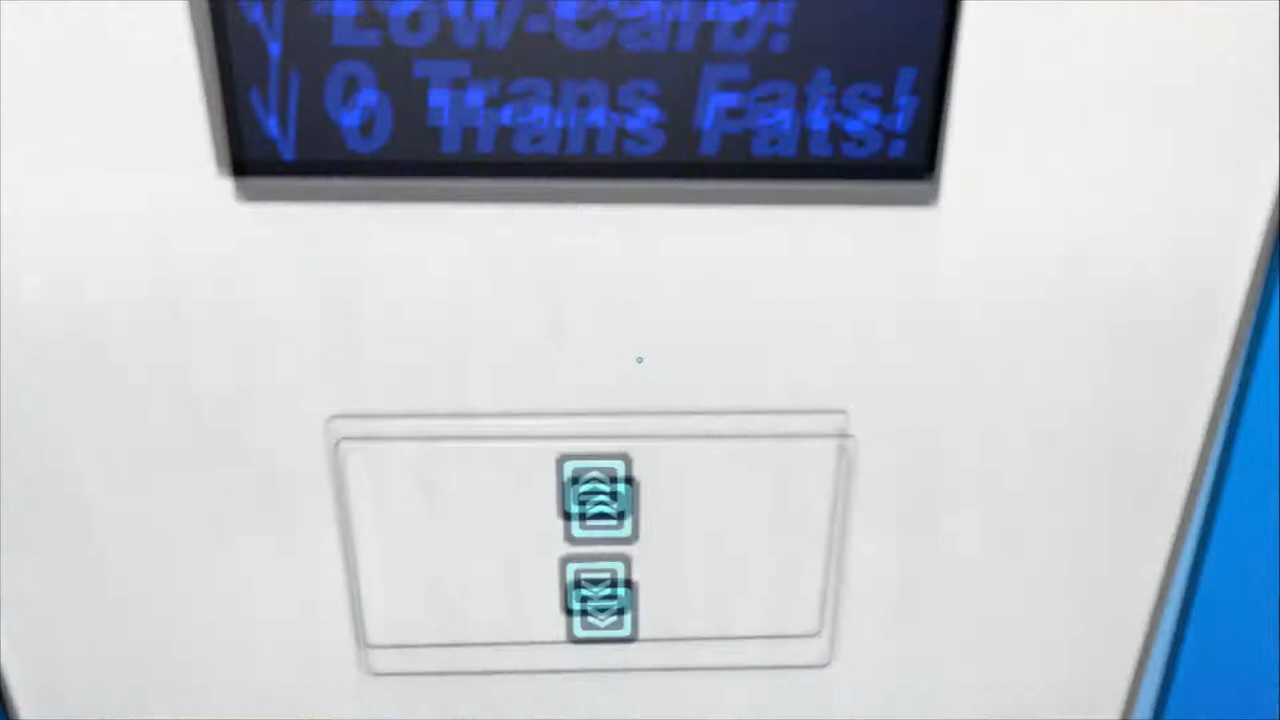 √ Low-Carb!
√ 0 Trans Fats!